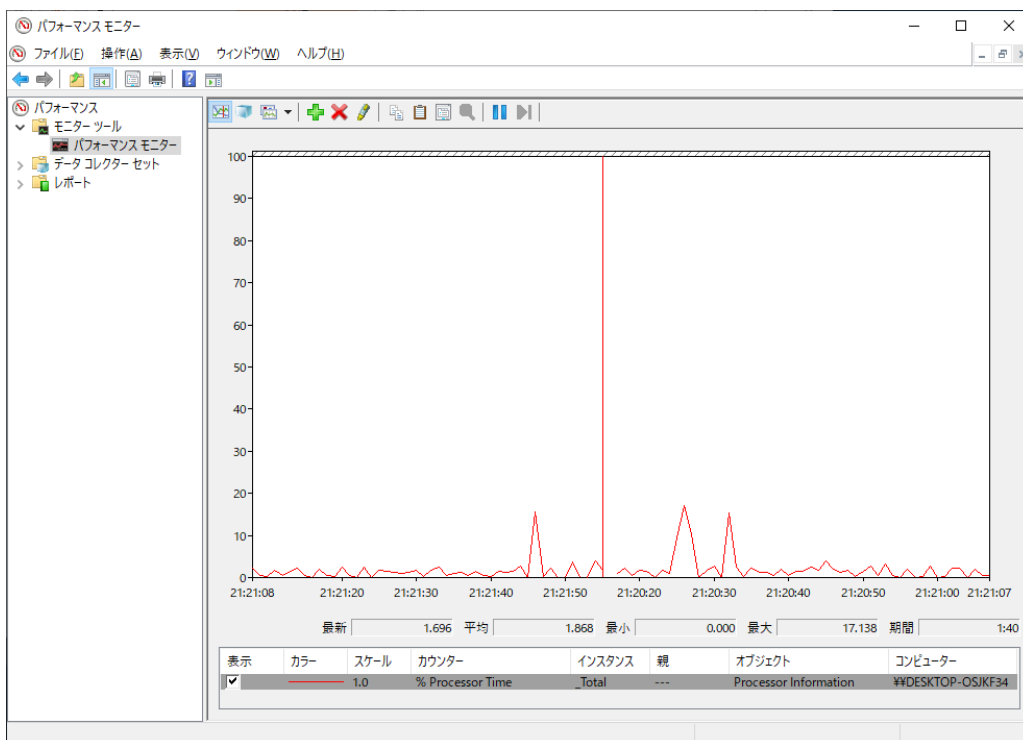 パフォーマンス モニター
ファイル(F) 操作(A) 表示(V) ウィンドウ(W) ヘルプ(H)
パフォーマンス
モニター ツール
パフォーマンス モニター
データ コレクター セット
レポート
100
90
80
70
60
50
40
30
20
10
0
21:21:08 21:21:20 21:21:30 21:21:40 21:21:50 21:20:20 21:20:30 21:20:40 21:20:50 21:21:00 21:21:07
最新 1.696 平均 1.868 最小 0.000 最大 17.138 期間 1:40
表示 カラー スケール カウンター インスタンス 親 オブジェクト コンピューター
1.0 % Processor Time _Total --- Processor Information ¥¥DESKTOP-OSJKF34